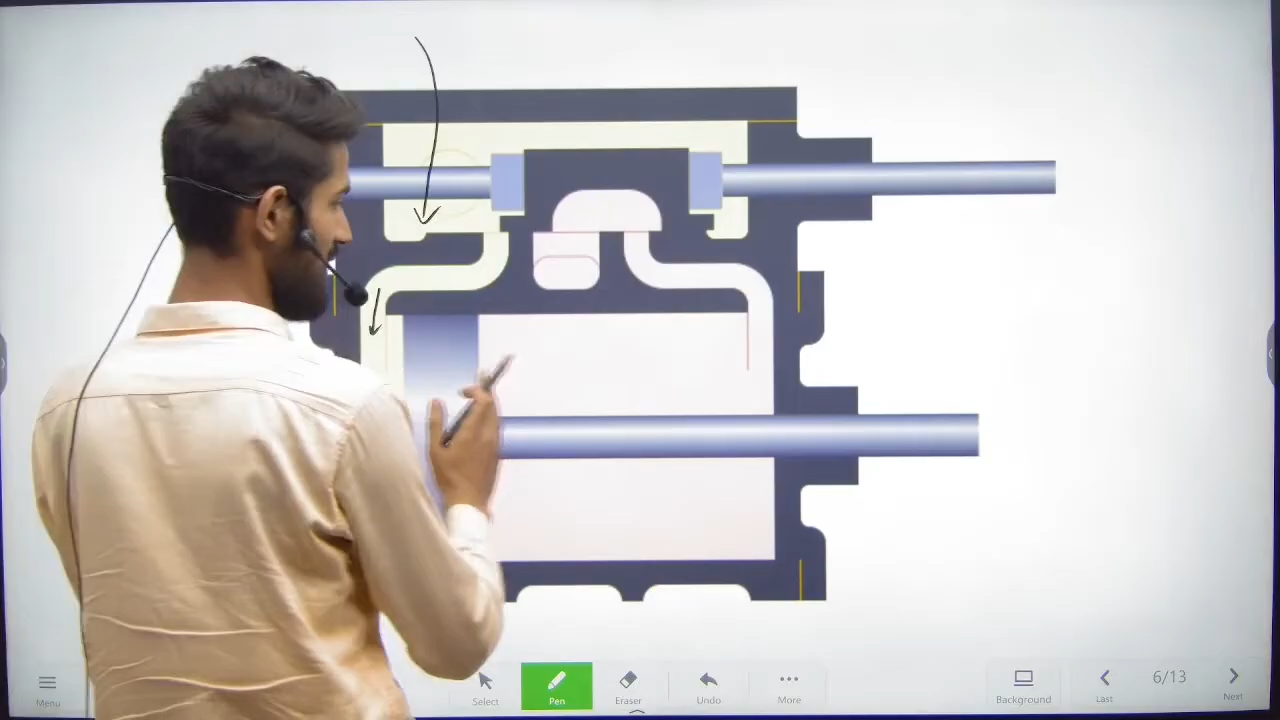 Menu
Select
Pen
Eraser
Undo
More
Background
Last
6/13
Next